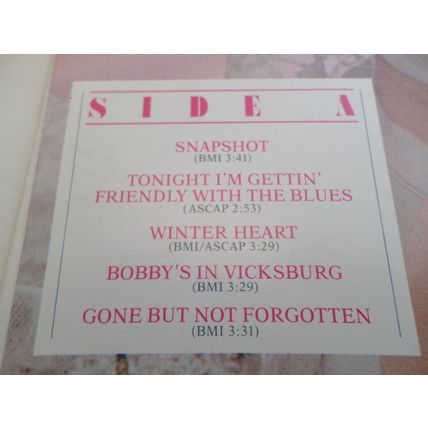 SIDE A
SNAPSHOT
(BMI 3:41)
TONIGHT I'M GETTIN'
FRIENDLY WITH THE BLUES
(ASCAP 2:53)
WINTER HEART
(BMI/ASCAP 3:29)
BOBBY'S IN VICKSBURG
(BMI 3:29)
GONE BUT NOT FORGOTTEN
(BMI 3:31)